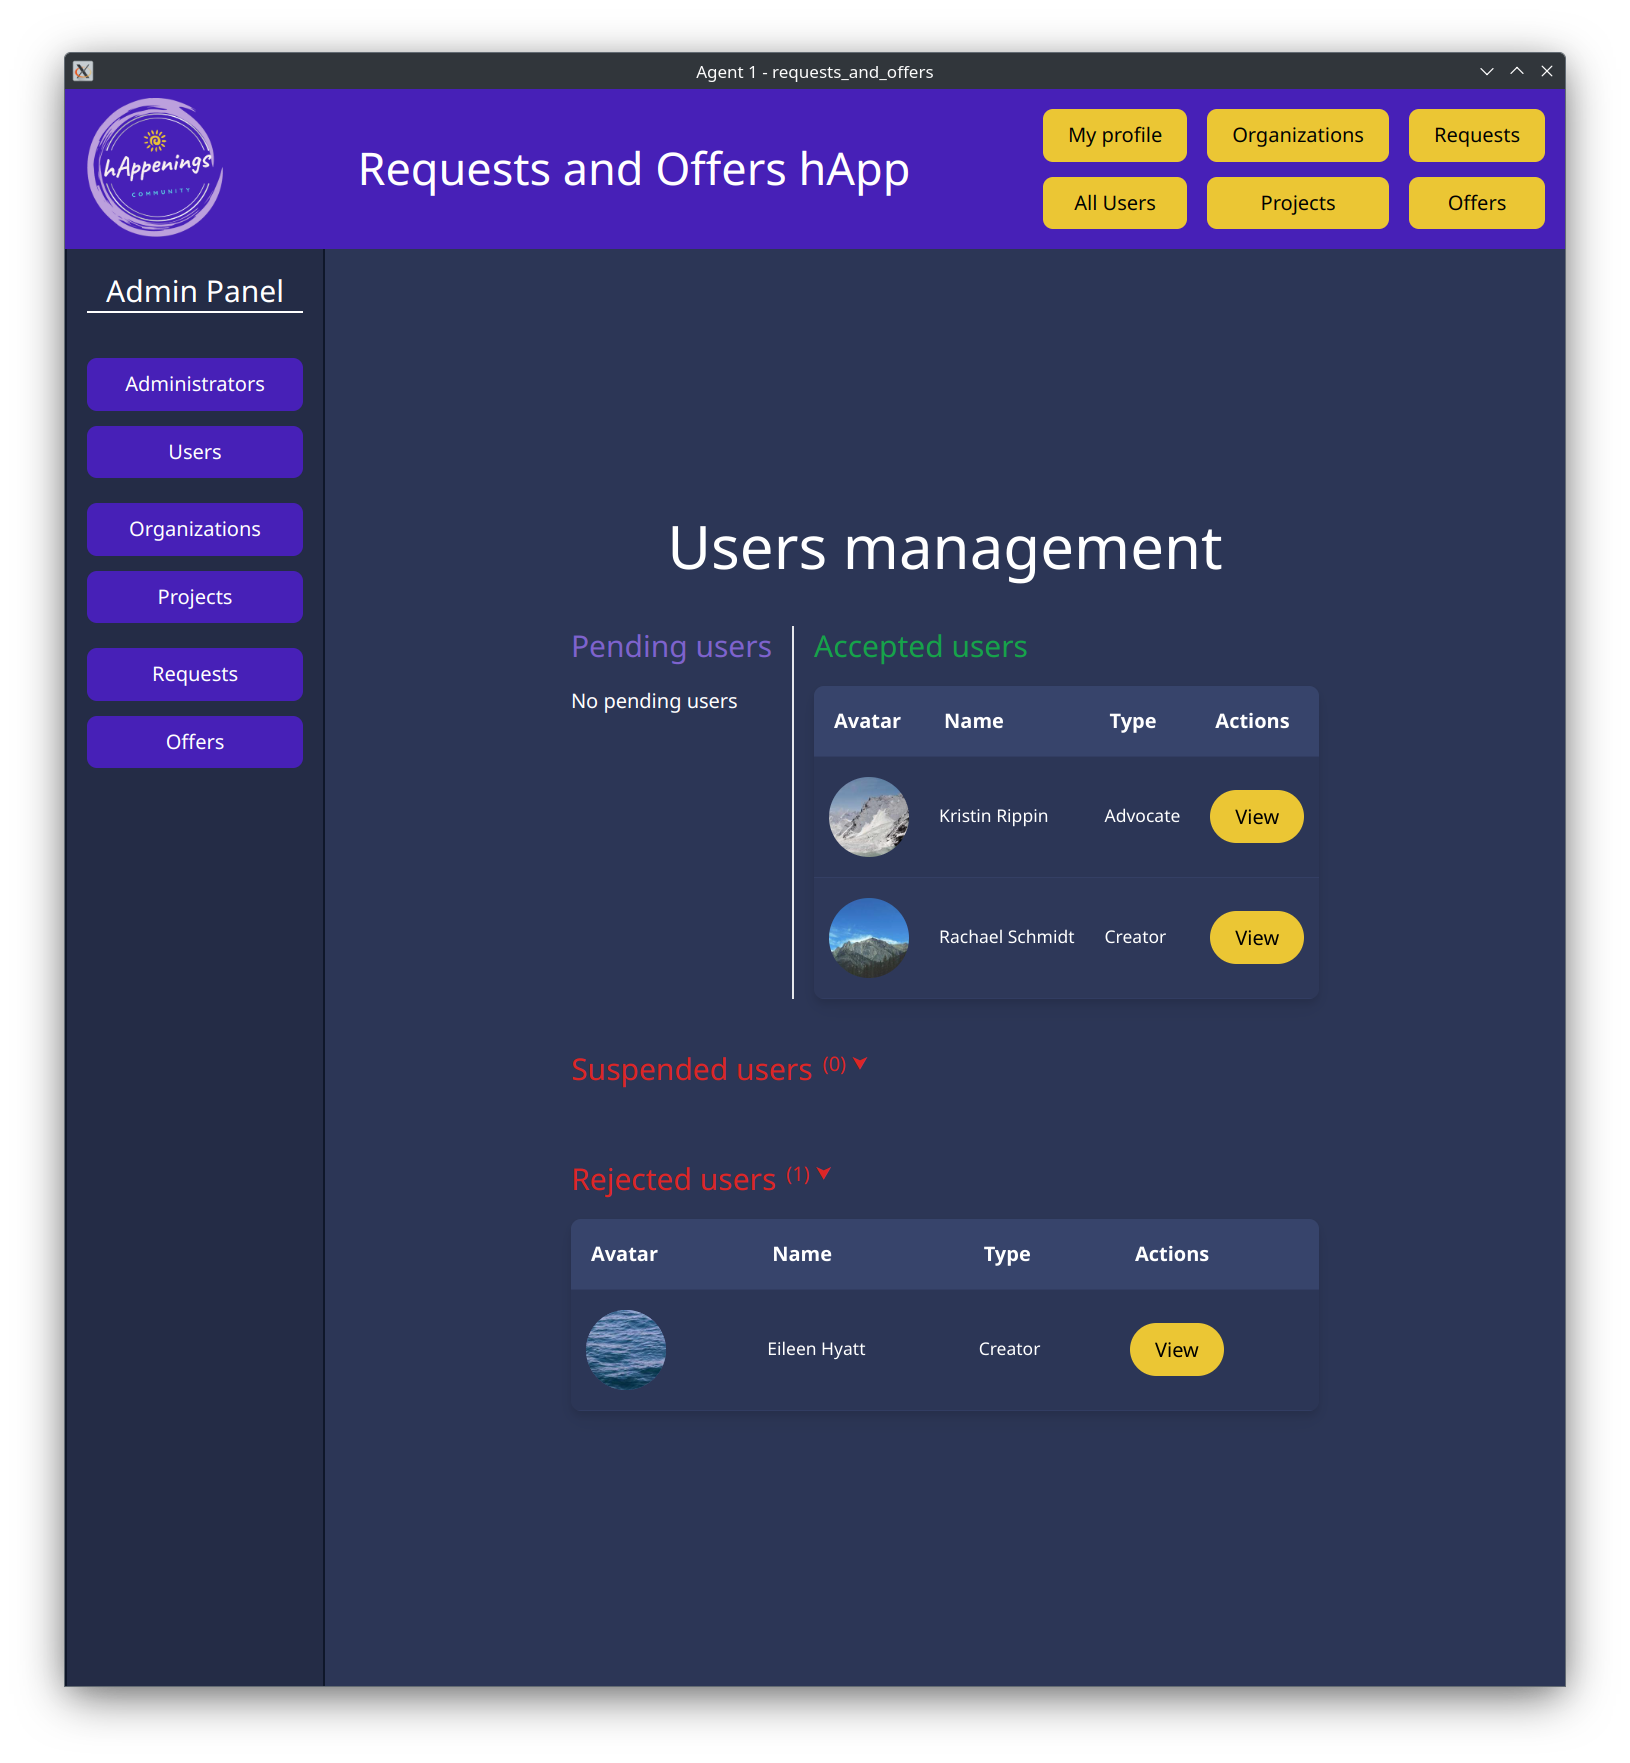 Agent 1 - requests_and_offers
hAppenings
COMMUNITY
Requests and Offers hApp
My profile
Organizations
Requests
All Users
Projects
Offers
Admin Panel
Administrators
Users
Organizations
Projects
Requests
Offers
Users management
Pending users
No pending users
Accepted users
Avatar Name Type Actions
Kristin Rippin Advocate View
Rachael Schmidt Creator View
Suspended users (0)
Rejected users (1)
Avatar Name Type Actions
Eileen Hyatt Creator View